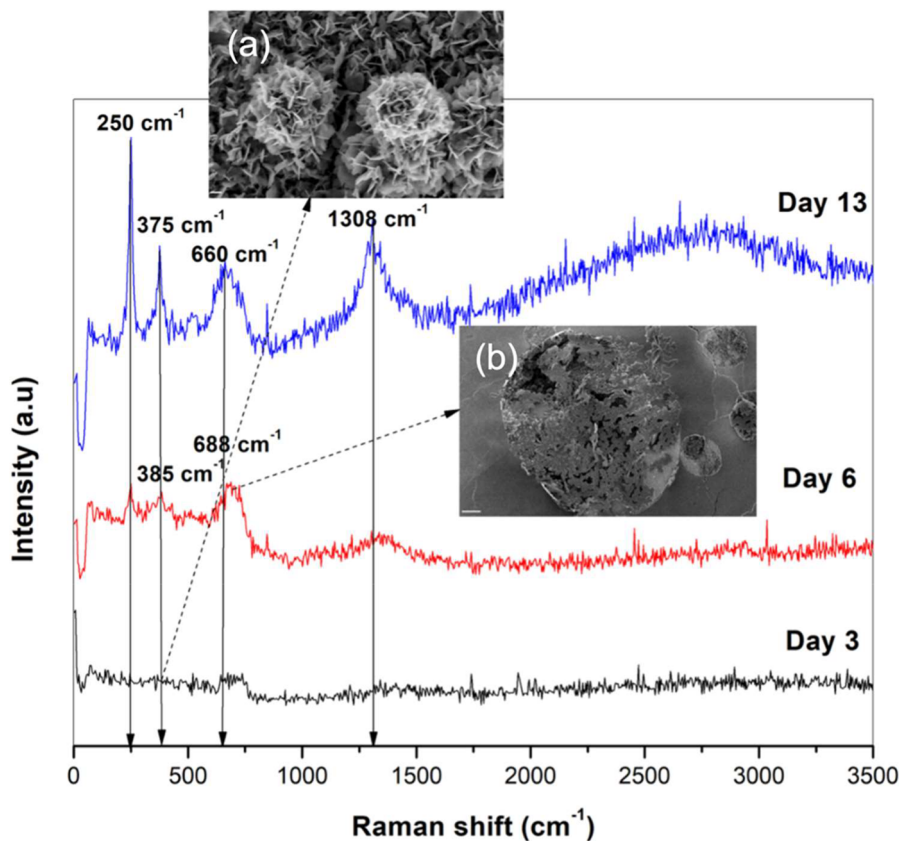 (a)
250 cm⁻¹
375 cm⁻¹
660 cm⁻¹
1308 cm⁻¹
Day 13
(b)
688 cm⁻¹
385 cm⁻¹
Day 6
Day 3
Intensity (a.u)
0 500 1000 1500 2000 2500 3000 3500
Raman shift (cm⁻¹)